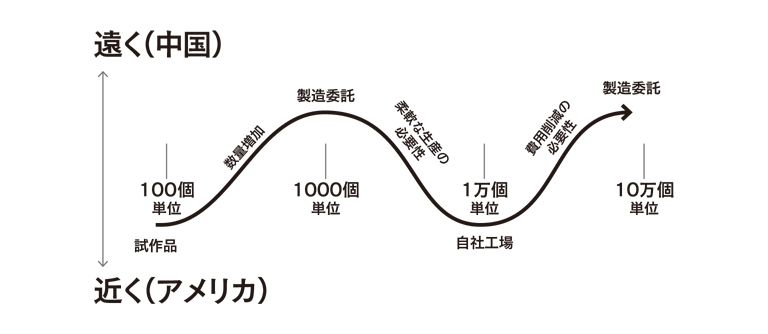 遠く（中国）
製造委託
製造委託
数量増加
柔軟な生産の
必要性
費用削減の
必要性
100個
単位
1000個
単位
1万個
単位
10万個
単位
試作品
自社工場
近く（アメリカ）